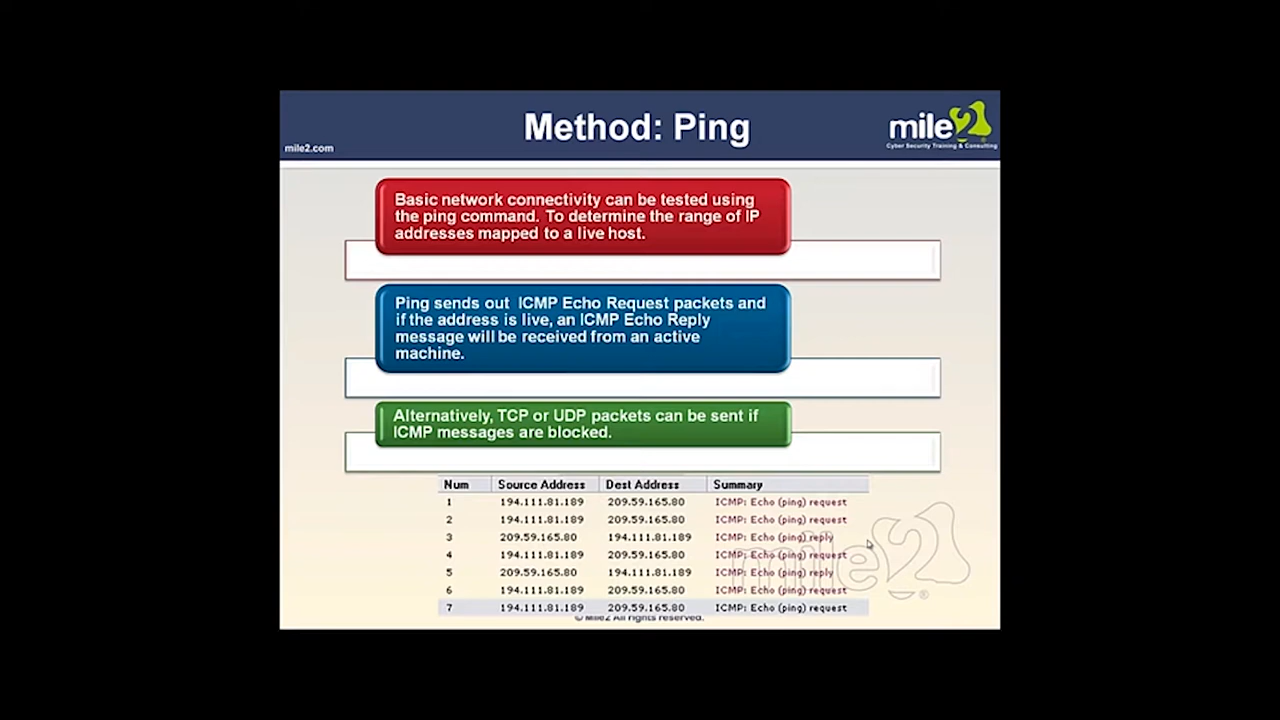 Method: Ping
mile2
Cyber Security Training & Consulting
mile2.com
Basic network connectivity can be tested using
the ping command. To determine the range of IP
addresses mapped to a live host.
Ping sends out ICMP Echo Request packets and
if the address is live, an ICMP Echo Reply
message will be received from an active
machine.
Alternatively, TCP or UDP packets can be sent if
ICMP messages are blocked.
Num Source Address Dest Address Summary
1 194.111.81.189 209.59.165.80 ICMP: Echo (ping) request
2 194.111.81.189 209.59.165.80 ICMP: Echo (ping) request
3 209.59.165.80 194.111.81.189 ICMP: Echo (ping) reply
4 194.111.81.189 209.59.165.80 ICMP: Echo (ping) request
5 209.59.165.80 194.111.81.189 ICMP: Echo (ping) reply
6 194.111.81.189 209.59.165.80 ICMP: Echo (ping) request
7 194.111.81.189 209.59.165.80 ICMP: Echo (ping) request
mile2 ®
© Mile2 All rights reserved.